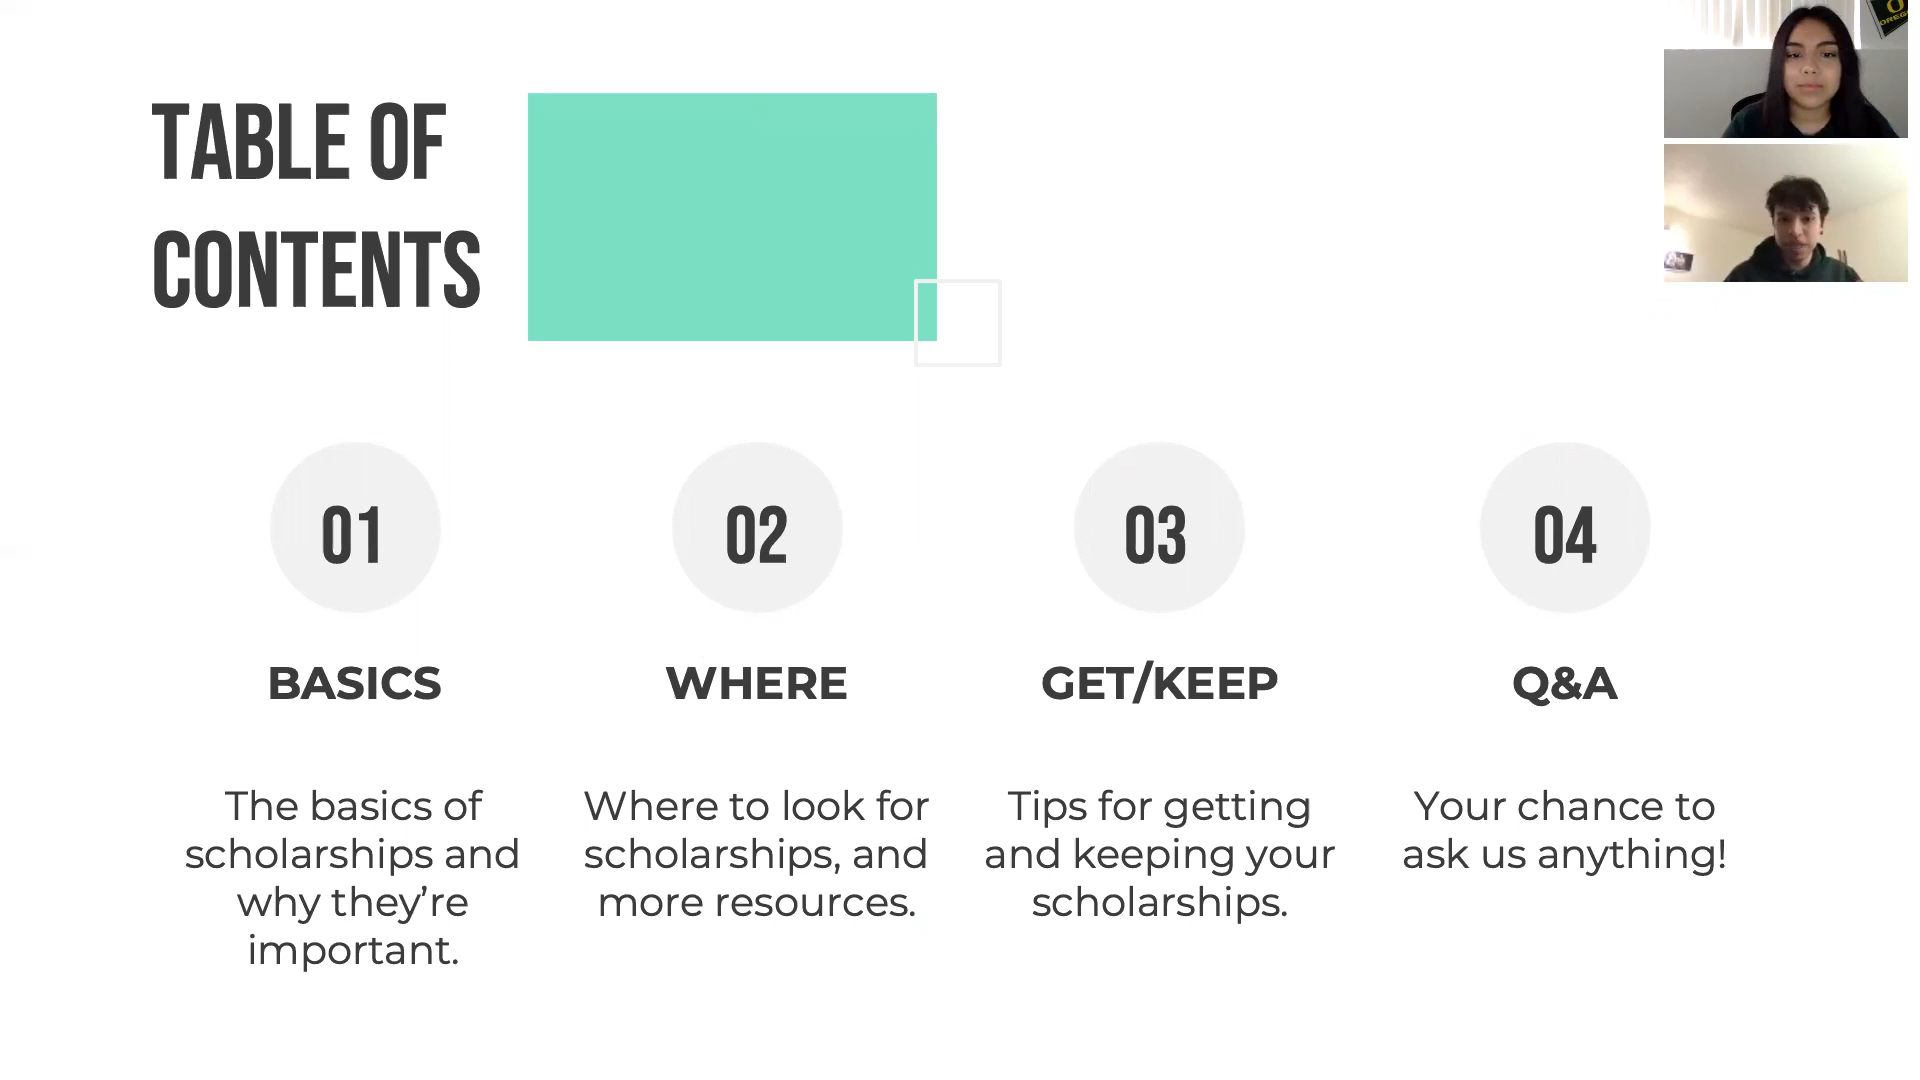 TABLE OF
CONTENTS
01
BASICS
The basics of
scholarships and
why they’re
important.
02
WHERE
Where to look for
scholarships, and
more resources.
03
GET/KEEP
Tips for getting
and keeping your
scholarships.
04
Q&A
Your chance to
ask us anything!
O